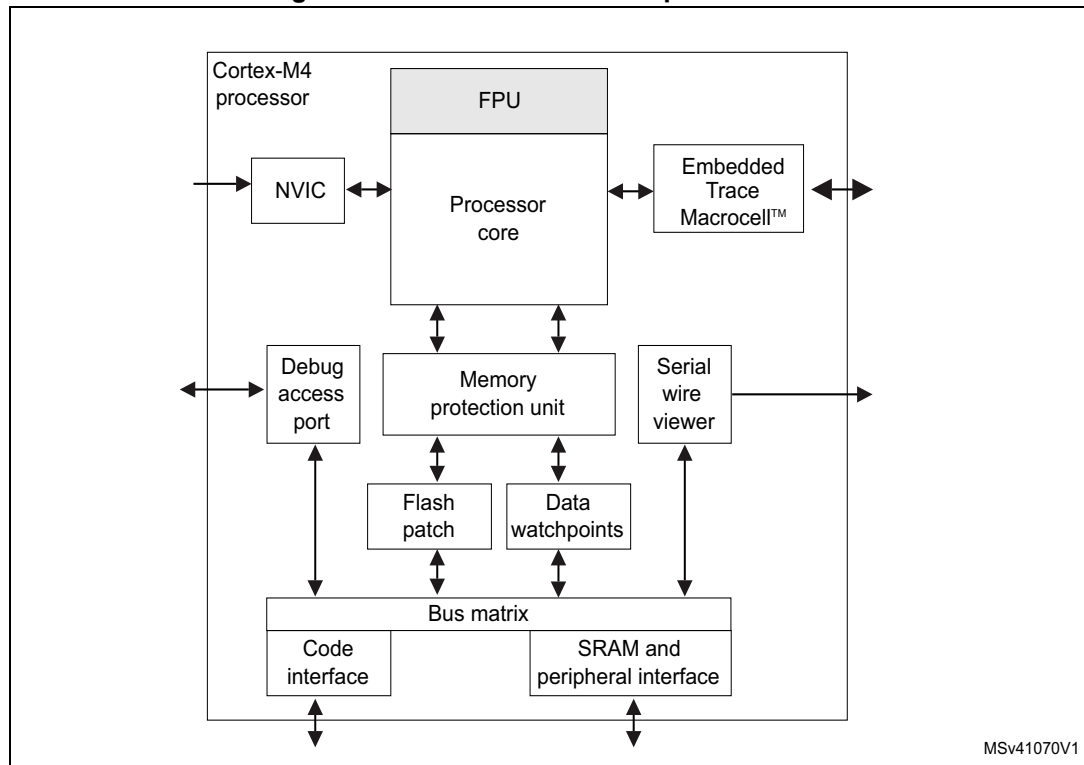 Cortex-M4
processor
FPU
NVIC
Processor
core
Embedded
Trace
Macrocell™
Debug
access
port
Memory
protection unit
Serial
wire
viewer
Flash
patch
Data
watchpoints
Bus matrix
Code
interface
SRAM and
peripheral interface
MSv41070V1